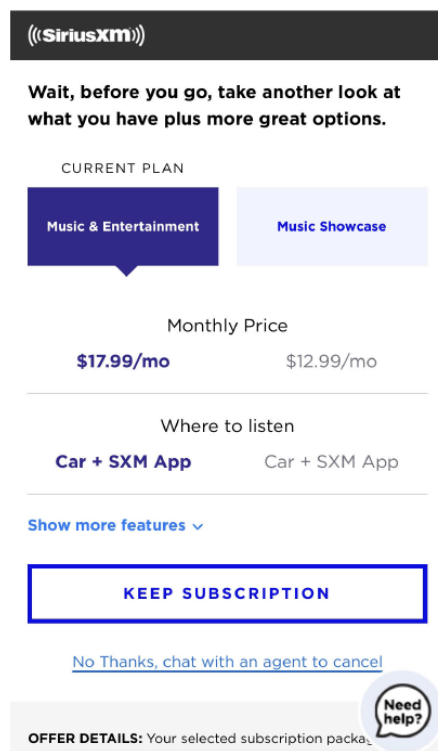 ((SiriusXM))
Wait, before you go, take another look at
what you have plus more great options.
CURRENT PLAN
Music & Entertainment
Music Showcase
Monthly Price
$17.99/mo $12.99/mo
Where to listen
Car + SXM App Car + SXM App
Show more features
KEEP SUBSCRIPTION
No Thanks, chat with an agent to cancel
Need
help?
OFFER DETAILS: Your selected subscription